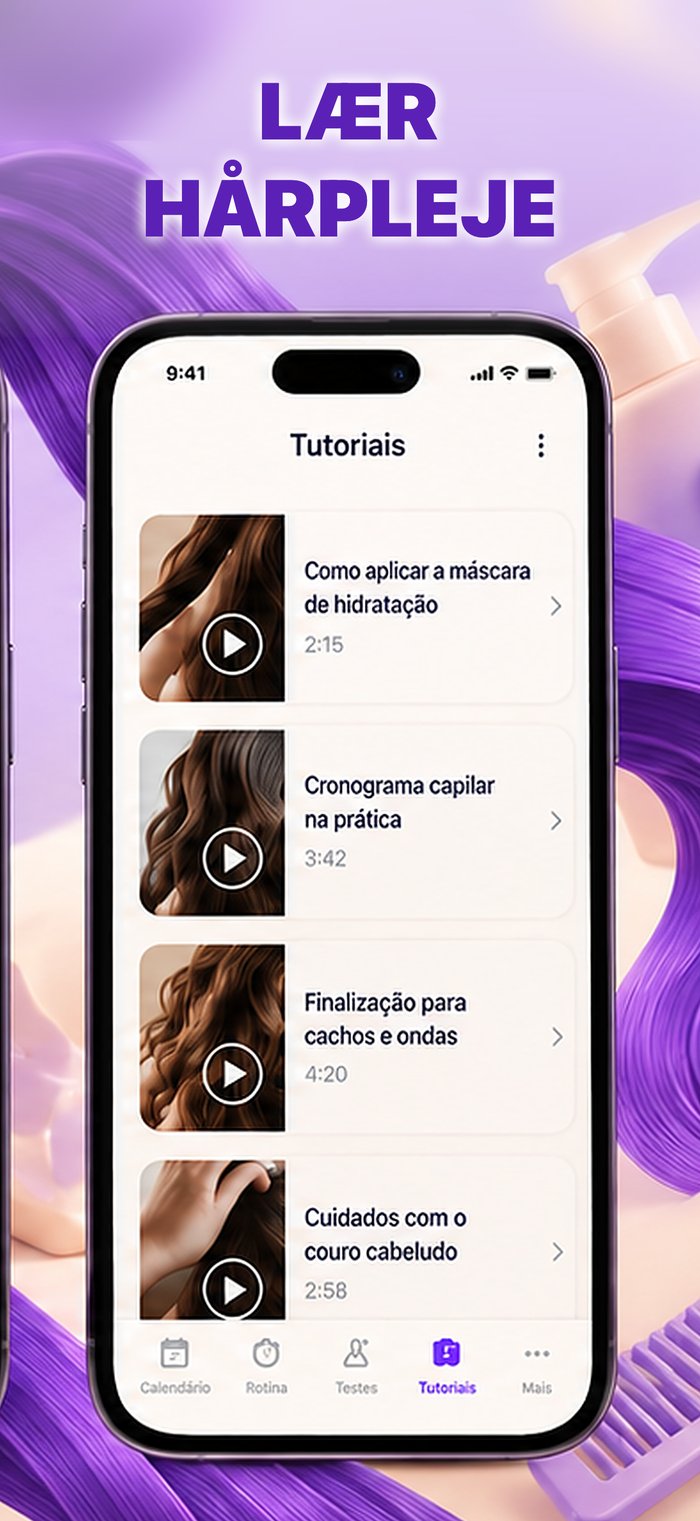 LÆR
HÅRPLEJE
9:41
Tutoriais
Como aplicar a máscara
de hidratação
2:15
Cronograma capilar
na prática
3:42
Finalização para
cachos e ondas
4:20
Cuidados com o
couro cabeludo
2:58
Calendário Rotina Testes Tutoriais Mais